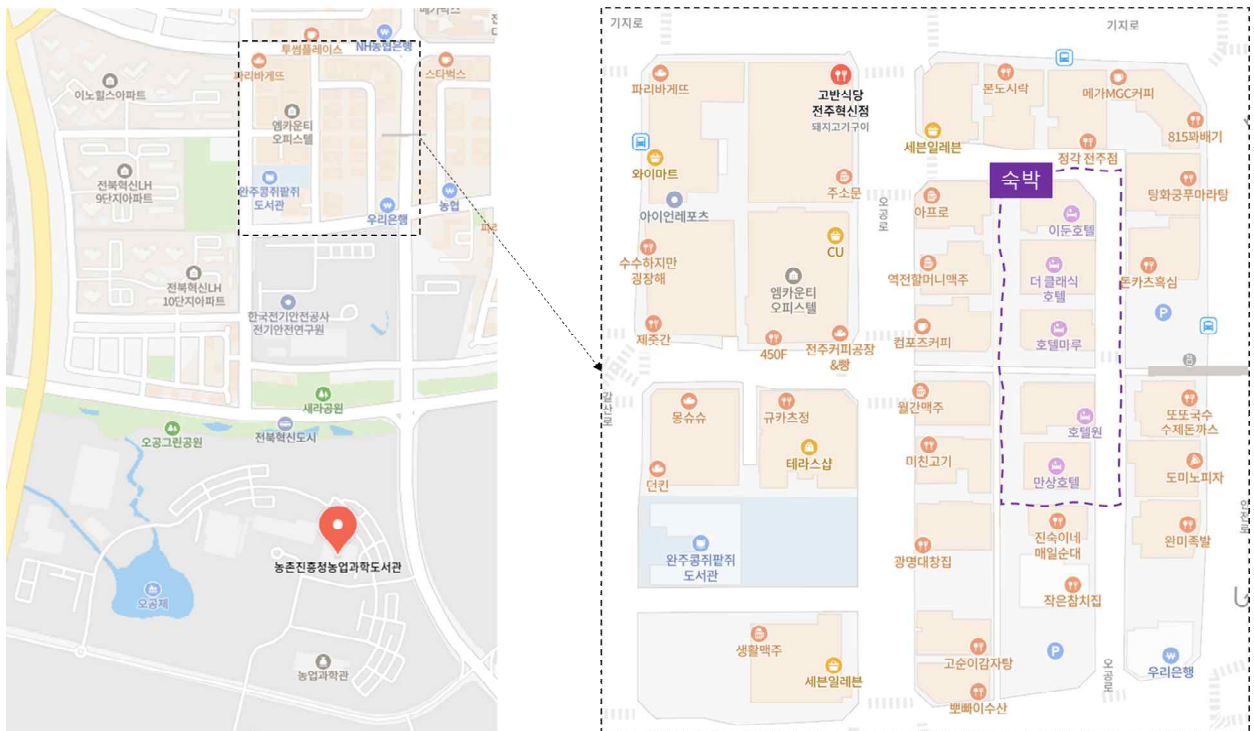 투썸플레이스
NH농협은행
메가박스
파리바게뜨
스타벅스
이노힐스아파트
엠카운티
오피스텔
전북혁신LH
9단지아파트
완주콩쥐팥쥐
도서관
우리은행
농협
전북혁신LH
10단지아파트
한국전기안전공사
전기안전연구원
새라공원
오공그린공원
전북혁신도시
농촌진흥청농업과학도서관
오공제
농업과학관
기지로
기지로
파리바게뜨
고반식당
전주혁신점
돼지고기구이
본도시락
메가MGC커피
815꽈배기
세븐일레븐
정각 전주점
와이마트
숙박
주소문
탕화쿵푸마라탕
아이언레포츠
오공로
아프로
이둔호텔
CU
수수하지만
굉장해
역전할머니맥주
더 클래식
호텔
돈카츠흑심
엠카운티
오피스텔
P
제줏간
450F
전주커피공장
&빵
컴포즈커피
호텔마루
갈산로
몽슈슈
규카츠정
월간맥주
호텔원
또또국수
수제돈까스
테라스샵
미친고기
던킨
만상호텔
도미노피자
안전로
완주콩쥐팥쥐
도서관
광명대창집
진숙이네
매일순대
완미족발
작은참치집
생활맥주
고순이감자탕
P
우리은행
세븐일레븐
오공로
뽀빠이수산